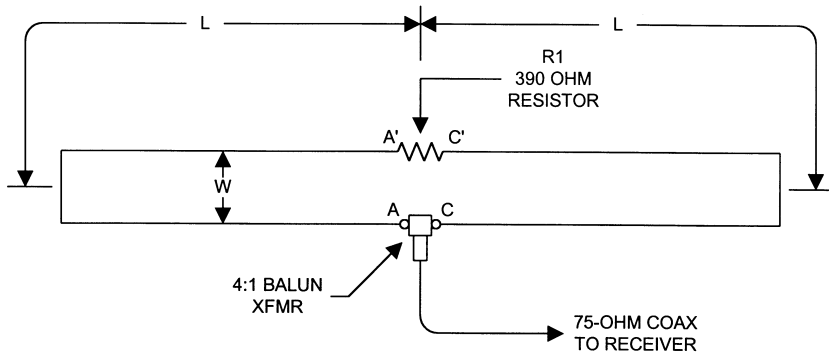 L
L
R1
390 OHM
RESISTOR
A'
C'
W
A
C
4:1 BALUN
XFMR
75-OHM COAX
TO RECEIVER